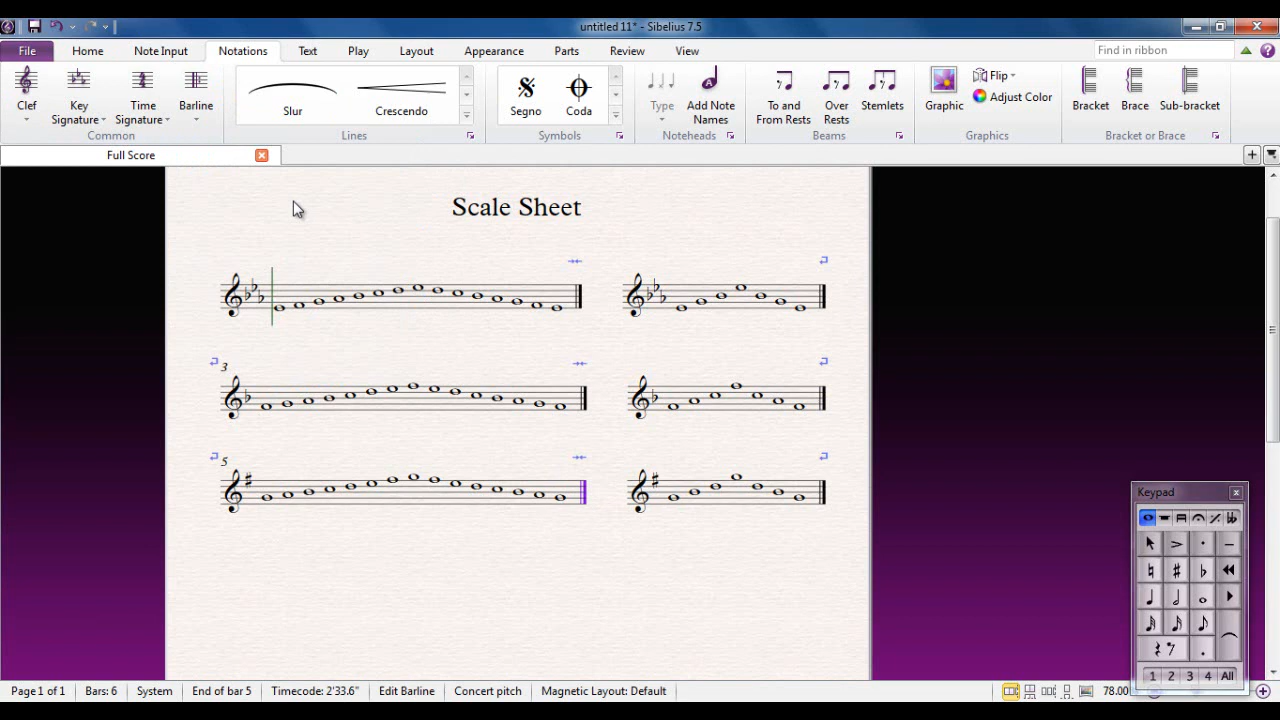 untitled 11* - Sibelius 7.5
File Home Note Input Notations Text Play Layout Appearance Parts Review View Find in ribbon
Clef Key Signature Time Signature Barline
Slur Crescendo
Segno Coda
Type Add Note Names
To and From Rests Over Rests Stemlets
Graphic Flip Adjust Color
Bracket Brace Sub-bracket
Common Lines Symbols Noteheads Beams Graphics Bracket or Brace
Full Score
Scale Sheet
3
5
Keypad
1 2 3 4 All
Page 1 of 1 Bars: 6 System End of bar 5 Timecode: 2'33.6" Edit Barline Concert pitch Magnetic Layout: Default